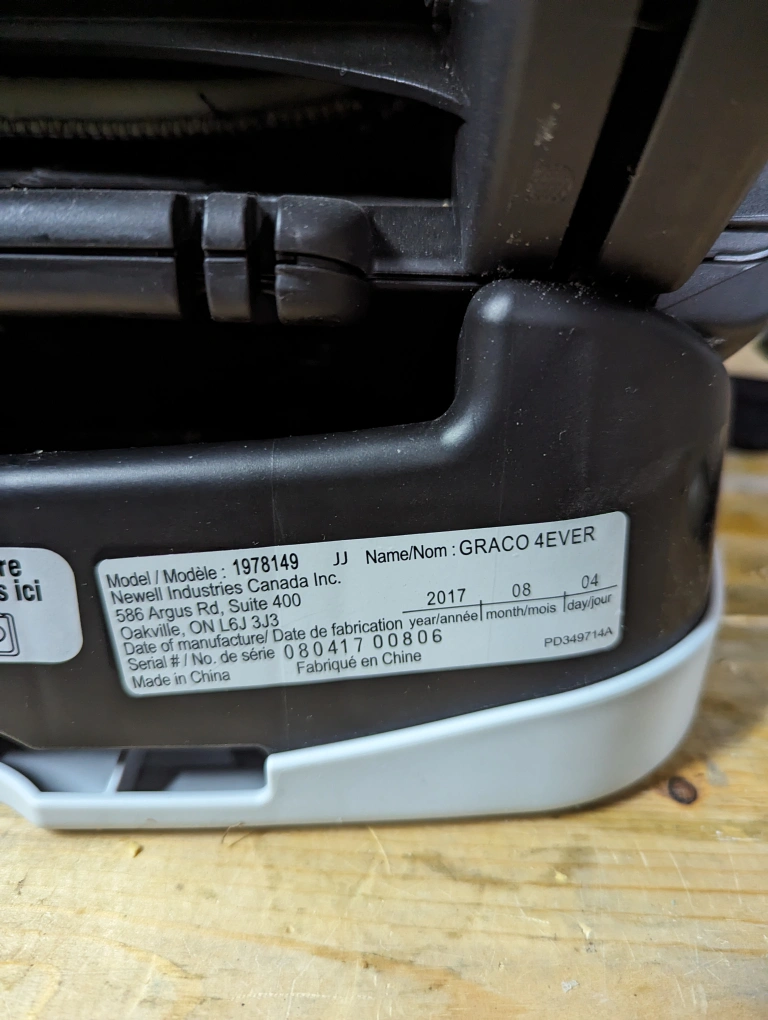 re
s ici
Model / Modèle : 1978149 JJ Name/Nom : GRACO 4EVER
Newell Industries Canada Inc.
586 Argus Rd, Suite 400
Oakville, ON L6J 3J3
2017 08 04
Date of manufacture/ Date de fabrication year/année month/mois day/jour
Serial # / No. de série 080417 00806
Made in China Fabriqué en Chine PD349714A